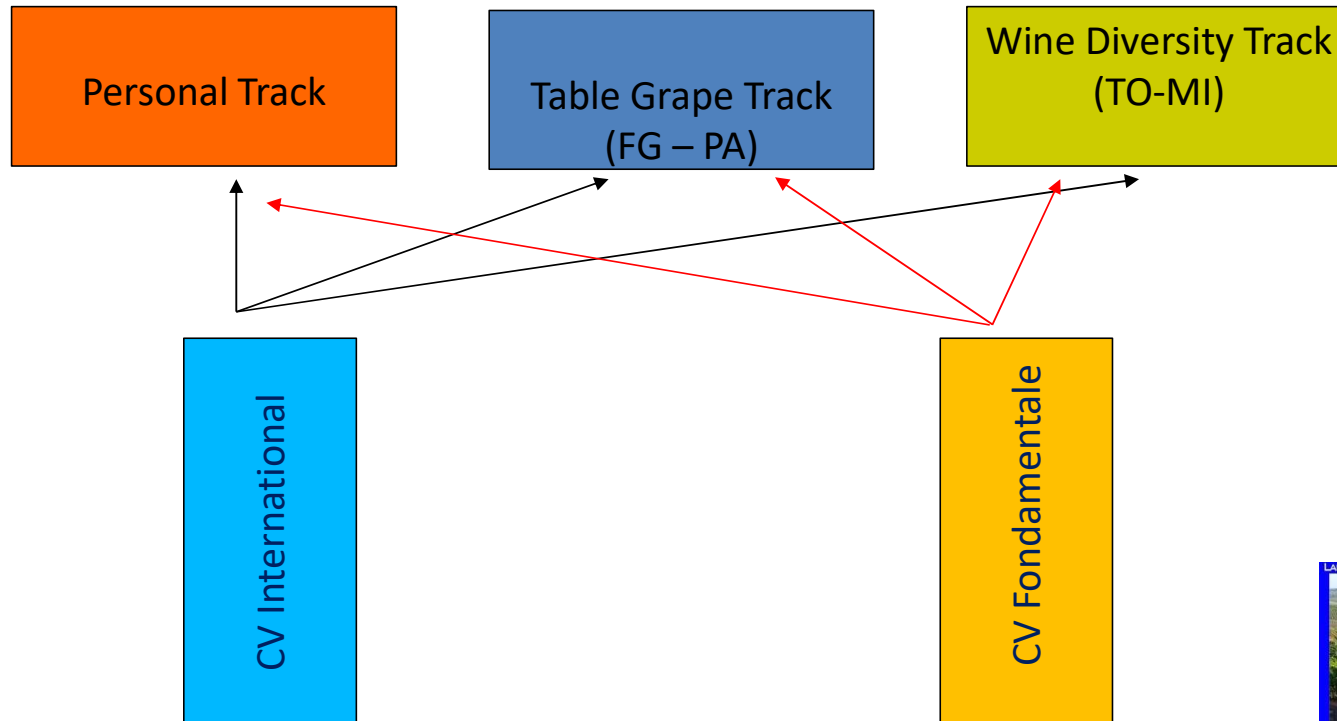 Personal Track
Table Grape Track
(FG – PA)
Wine Diversity Track
(TO-MI)
CV International
CV Fondamentale